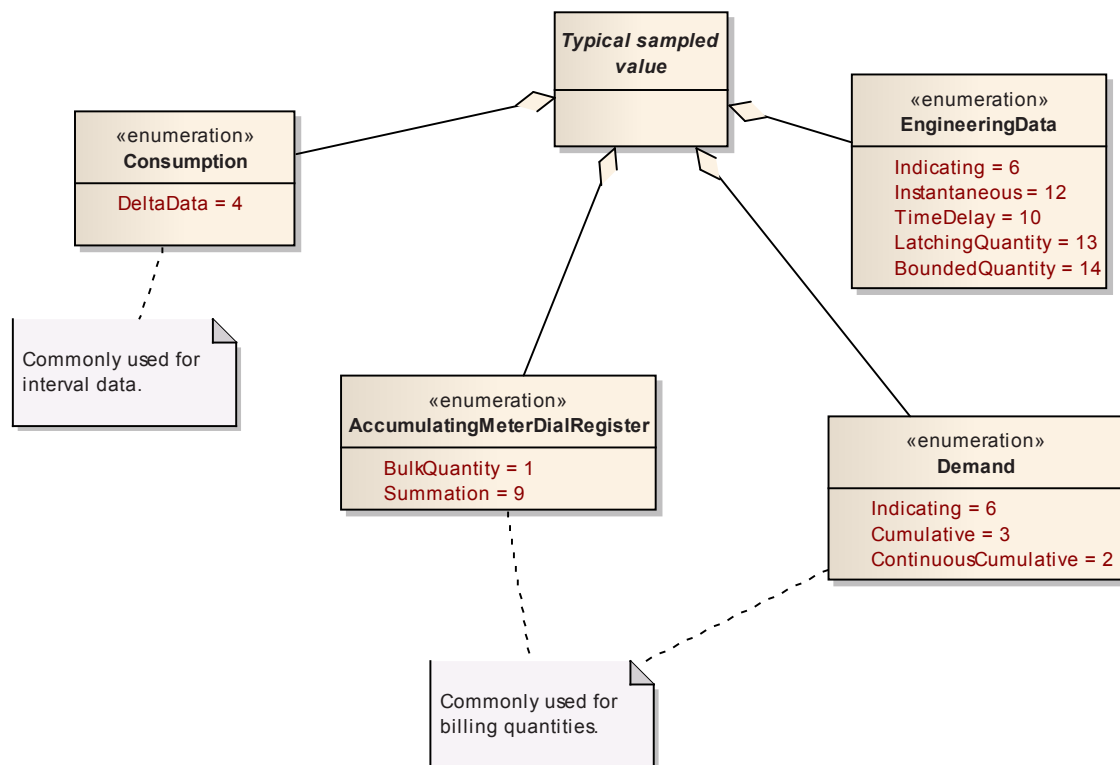 Typical sampled
value
«enumeration»
Consumption
DeltaData = 4
«enumeration»
EngineeringData
Indicating = 6
Instantaneous = 12
TimeDelay = 10
LatchingQuantity = 13
BoundedQuantity = 14
Commonly used for
interval data.
«enumeration»
AccumulatingMeterDialRegister
BulkQuantity = 1
Summation = 9
«enumeration»
Demand
Indicating = 6
Cumulative = 3
ContinuousCumulative = 2
Commonly used for
billing quantities.